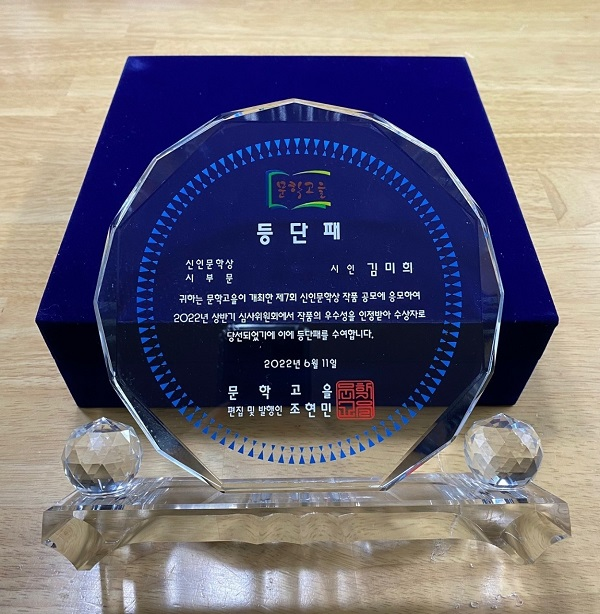 문학고을
등단패
신인문학상
시 부 문
시 인 김 미 희
귀하는 문학고을이 개최한 제7회 신인문학상 작품 공모에 응모하여
2022년 상반기 심사위원회에서 작품의 우수성을 인정받아 수상자로
당선되었기에 이에 등단패를 수여합니다.
2022년 6월 11일
문 학 고 을
편집 및 발행인 조현민